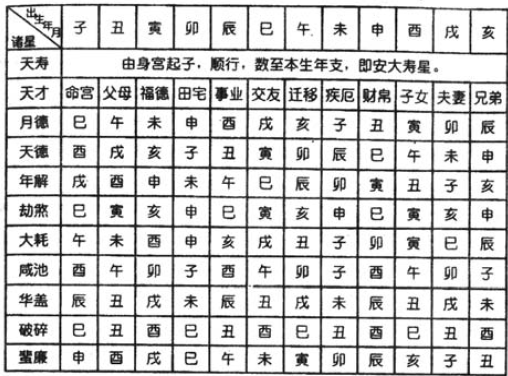 出生年月 诸星 子 丑 寅 卯 辰 巳 午 未 申 酉 戌 亥
天寿 由身宫起子，顺行，数至本生年支，即安大寿星。
天才 命宫 父母 福德 田宅 事业 交友 迁移 疾厄 财帛 子女 夫妻 兄弟
月德 巳 午 未 申 酉 戌 亥 子 丑 寅 卯 辰
天德 酉 戌 亥 子 丑 寅 卯 辰 巳 午 未 申
年解 戌 酉 申 未 午 巳 辰 卯 寅 丑 子 亥
劫煞 巳 寅 亥 申 巳 寅 亥 申 巳 寅 亥 申
大耗 午 未 酉 申 亥 戌 丑 子 卯 寅 巳 辰
咸池 酉 午 卯 子 酉 午 卯 子 酉 午 卯 子
华盖 辰 丑 戌 未 辰 丑 戌 未 辰 丑 戌 未
破碎 巳 丑 酉 巳 丑 酉 巳 丑 酉 巳 丑 酉
蜚廉 申 酉 戌 巳 午 未 寅 卯 辰 亥 子 丑